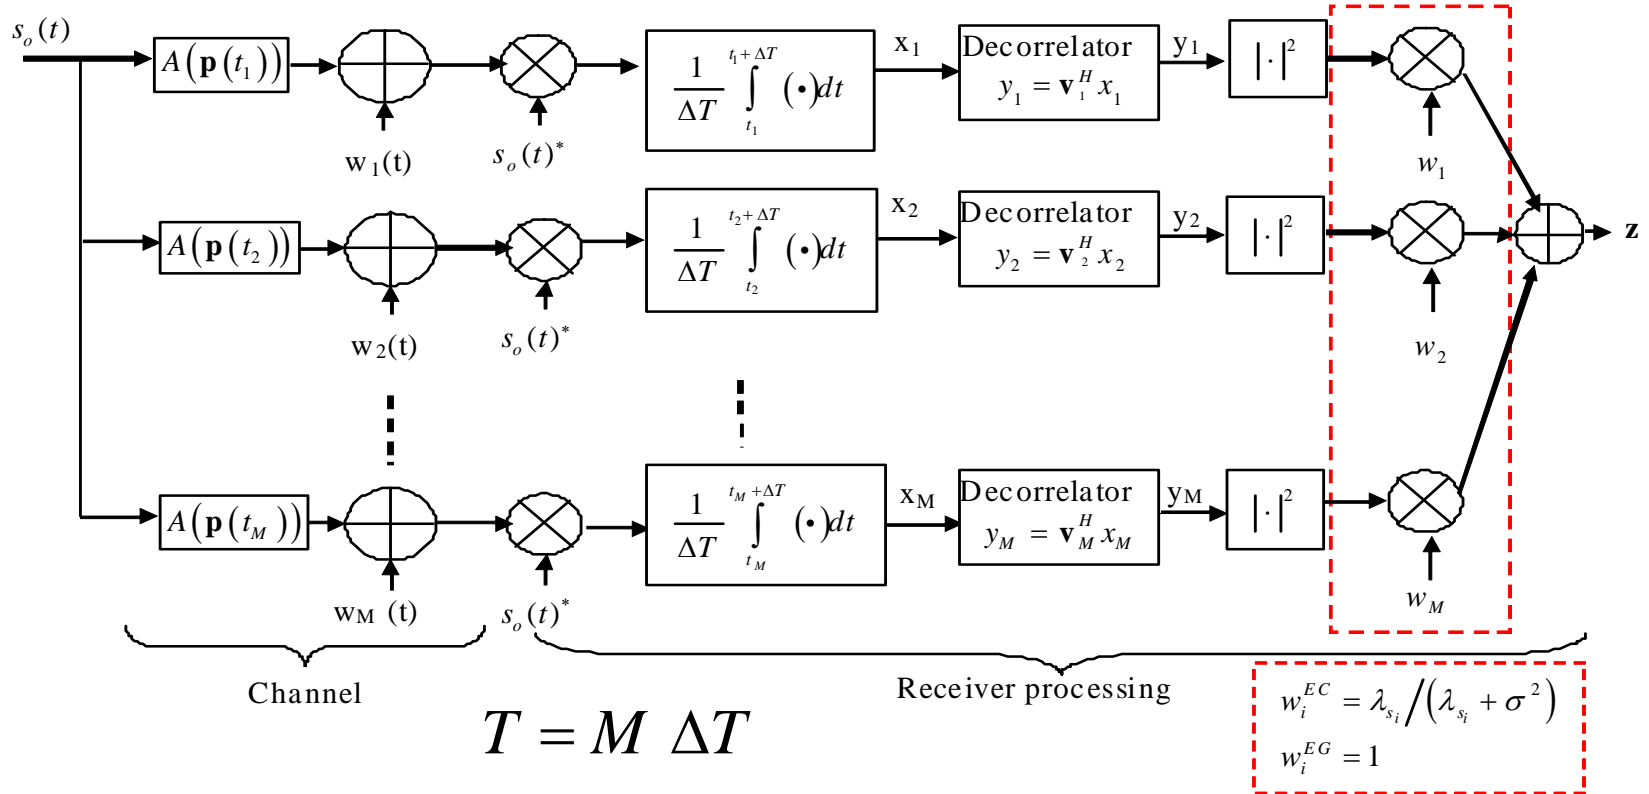 s_o(t)
A(p(t_1))
w_1(t)
s_o(t)^*
1/ΔT ∫_{t_1}^{t_1+ΔT} (•)dt
x_1
Decorrelator
y_1 = v_1^H x_1
y_1
|·|^2
w_1
A(p(t_2))
w_2(t)
s_o(t)^*
1/ΔT ∫_{t_2}^{t_2+ΔT} (•)dt
x_2
Decorrelator
y_2 = v_2^H x_2
y_2
|·|^2
w_2
z
A(p(t_M))
w_M (t)
s_o(t)^*
1/ΔT ∫_{t_M}^{t_M+ΔT} (•)dt
x_M
Decorrelator
y_M = v_M^H x_M
y_M
|·|^2
w_M
Channel
Receiver processing
T = M ΔT
w_i^{EC} = λ_{s_i}/(λ_{s_i} + σ^2)
w_i^{EG} = 1